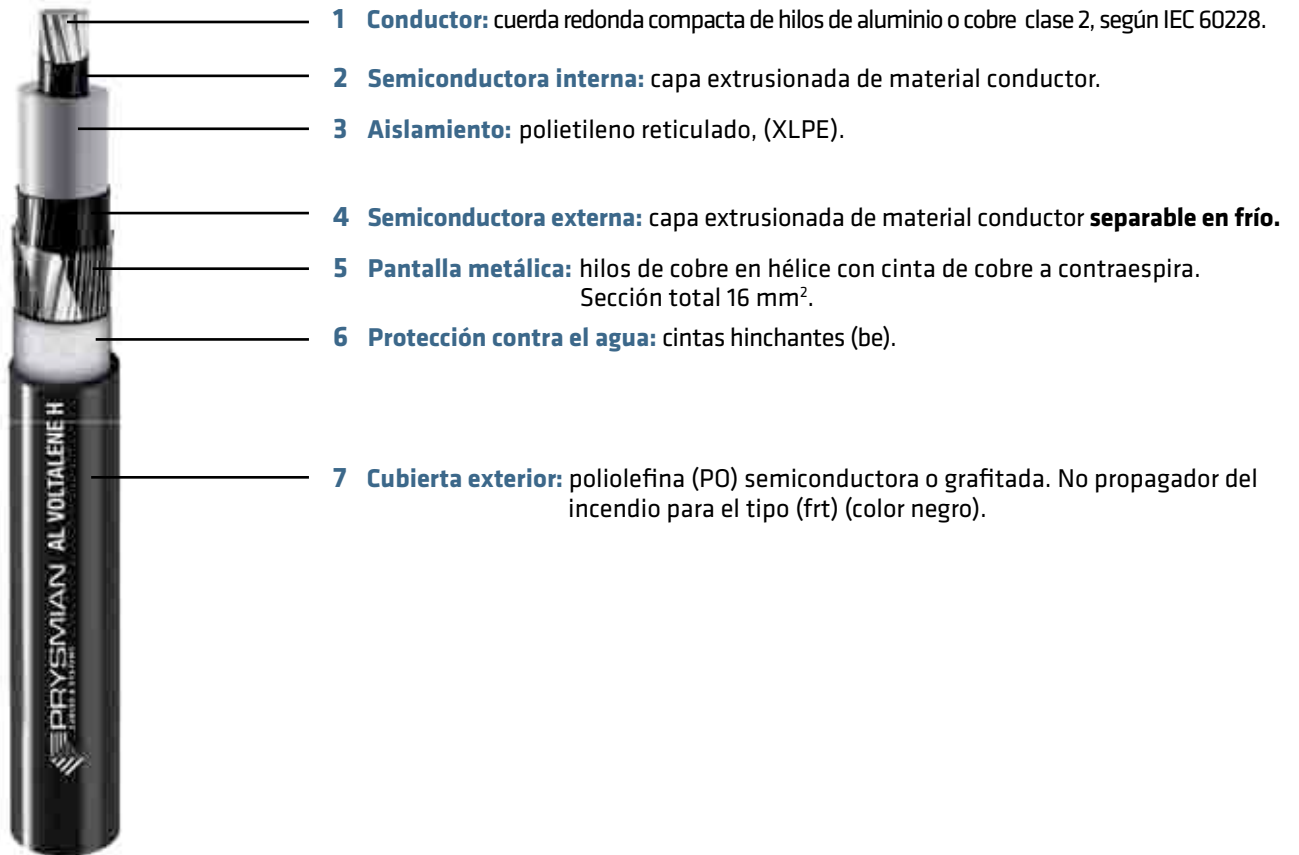 1 Conductor: cuerda redonda compacta de hilos de aluminio o cobre clase 2, según IEC 60228.
2 Semiconductora interna: capa extrusionada de material conductor.
3 Aislamiento: polietileno reticulado, (XLPE).
4 Semiconductora externa: capa extrusionada de material conductor separable en frío.
5 Pantalla metálica: hilos de cobre en hélice con cinta de cobre a contraespira.
Sección total 16 mm².
6 Protección contra el agua: cintas hinchantes (be).
7 Cubierta exterior: poliolefina (PO) semiconductora o grafitada. No propagador del
incendio para el tipo (frt) (color negro).
PRYSMIAN AL VOLTALENE H